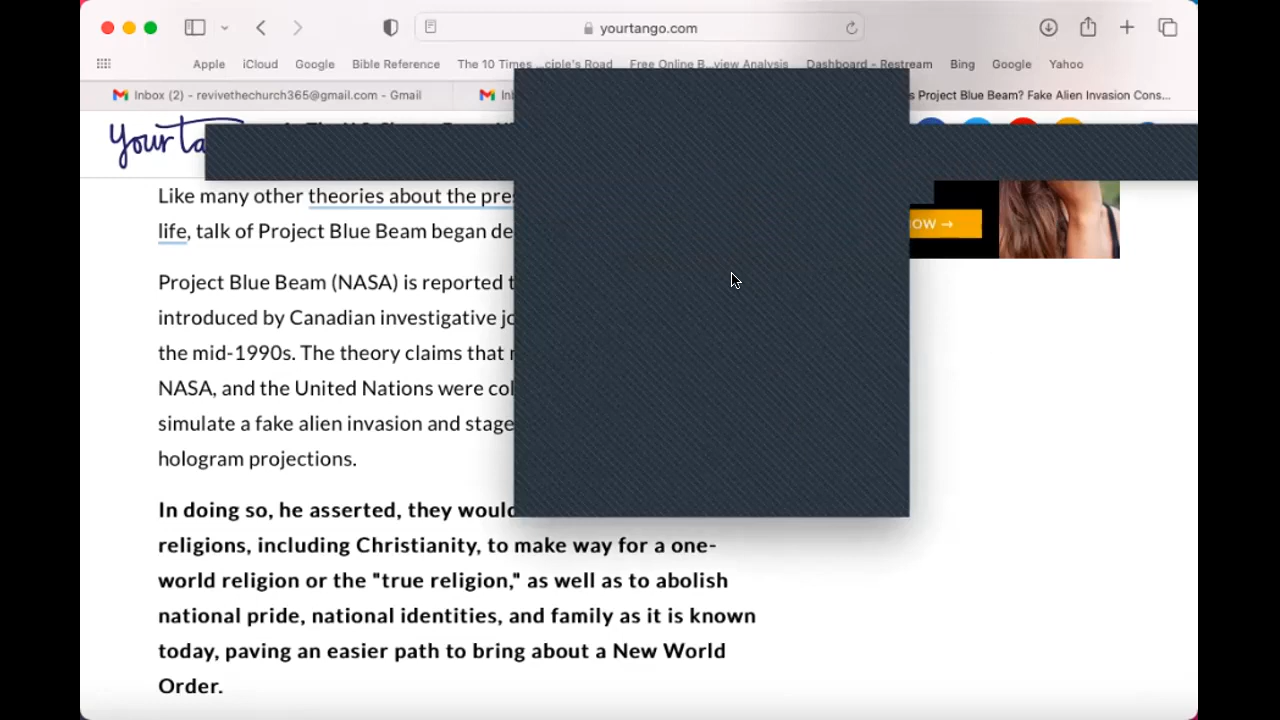 yourtango.com
Apple iCloud Google Bible Reference The 10 Times ...ciple's Road Free Online B...view Analysis Dashboard - Restream Bing Google Yahoo
Inbox (2) - revivethechurch365@gmail.com - Gmail
s Project Blue Beam? Fake Alien Invasion Cons...
Like many other theories about the
life, talk of Project Blue Beam began
OW →
Project Blue Beam (NASA) is reported
introduced by Canadian investigative
the mid-1990s. The theory claims that
NASA, and the United Nations were
simulate a fake alien invasion and stage
hologram projections.
In doing so, he asserted, they
religions, including Christianity, to make way for a one-
world religion or the "true religion," as well as to abolish
national pride, national identities, and family as it is known
today, paving an easier path to bring about a New World
Order.